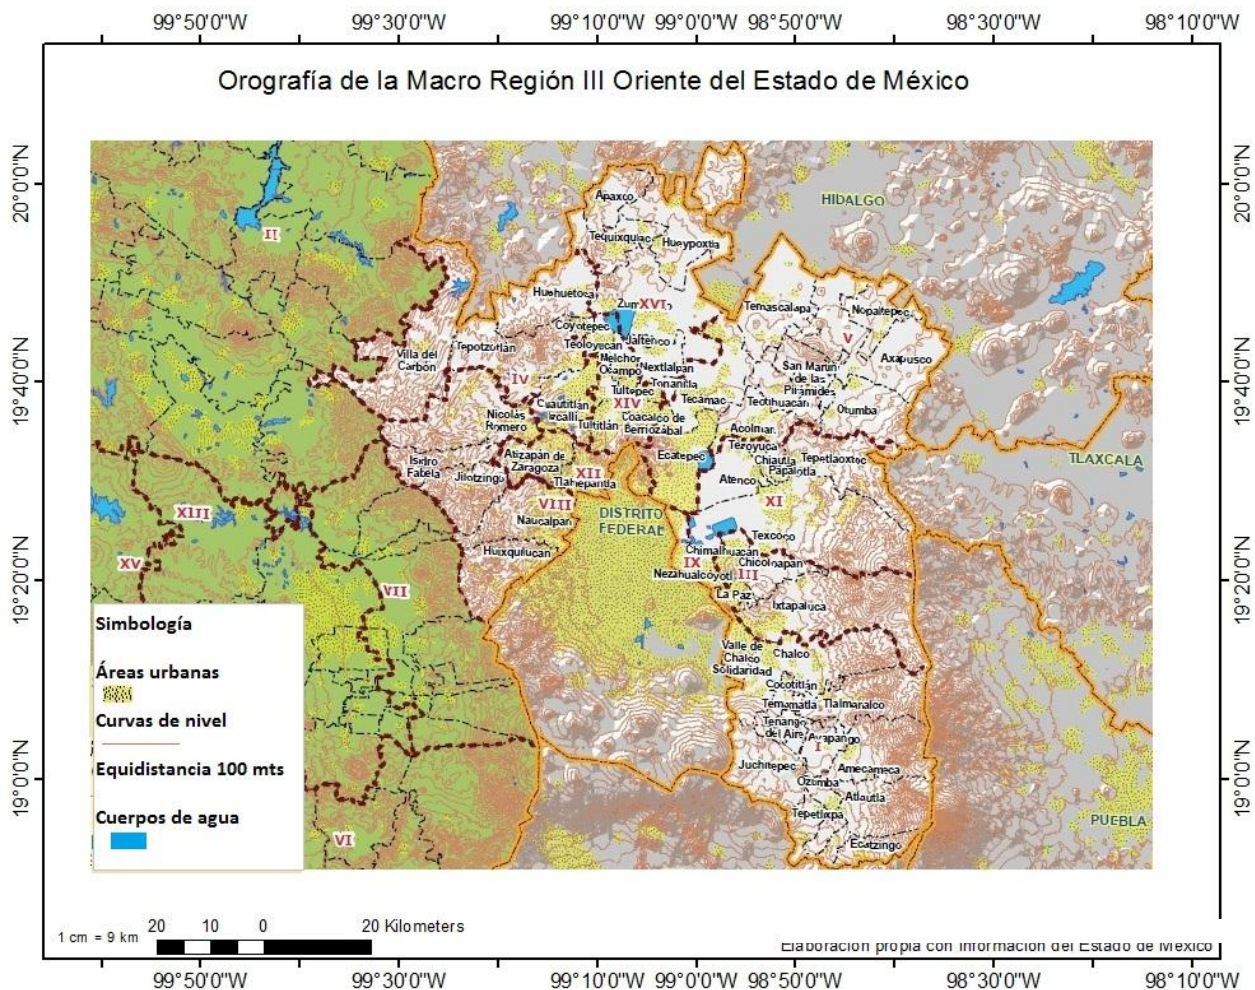 99°50'0"W 99°30'0"W 99°10'0"W 99°0'0"W 98°50'0"W 98°30'0"W 98°10'0"W
Orografía de la Macro Región III Oriente del Estado de México
20°0'0"N
20°0'0"N
19°40'0"N
19°40'0"N
19°20'0"N
19°20'0"N
19°0'0"N
19°0'0"N
HIDALGO
Apaxco
II
Tequixquiac
Hueypoxtla
Huehuetoca
XVI
Temascalapa
Nopaltepec
Coyotepec
Jaltenco
V
Villa del
Carbón
Tepotzotlán
Teoloyucan
Melchor
Ocampo
Nextlalpan
San Martín
de las
Pirámides
Axapusco
IV
Tonanitla
Tultepec
Tecámac
Teotihuacán
Otumba
Cuautitlán
Izcalli
XIV
Nicolás
Romero
Tultitlán
Coacalco de
Berriozábal
Acolman
Atizapán de
Zaragoza
Ecatepec
Tezoyuca
Tepetlaoxtoc
TLAXCALA
Isidro
Fabela
Jilotzingo
XII
Tlalnepantla
Chiautla
Papalotla
Atenco
VIII
XI
XIII
DISTRITO
FEDERAL
Naucalpan
Texcoco
Huixquilucan
Chimalhuacán
XV
IX
Chicoloapan
Nezahualcoyotl
III
VII
La Paz
Ixtapaluca
Simbología
Valle de
Chalco
Solidaridad
Chalco
Áreas urbanas
Cocotitlán
Temamatla
Tlalmanalco
Curvas de nivel
Tenango
del Aire
Ayapango
I
Equidistancia 100 mts
Juchitepec
Amecameca
Ozumba
Atlautla
Cuerpos de agua
Tepetlixpa
PUEBLA
VI
Ecatzingo
1 cm = 9 km
20 10 0 20 Kilometers
Elaboración propia con información del Estado de México
99°50'0"W 99°30'0"W 99°10'0"W 99°0'0"W 98°50'0"W 98°30'0"W 98°10'0"W